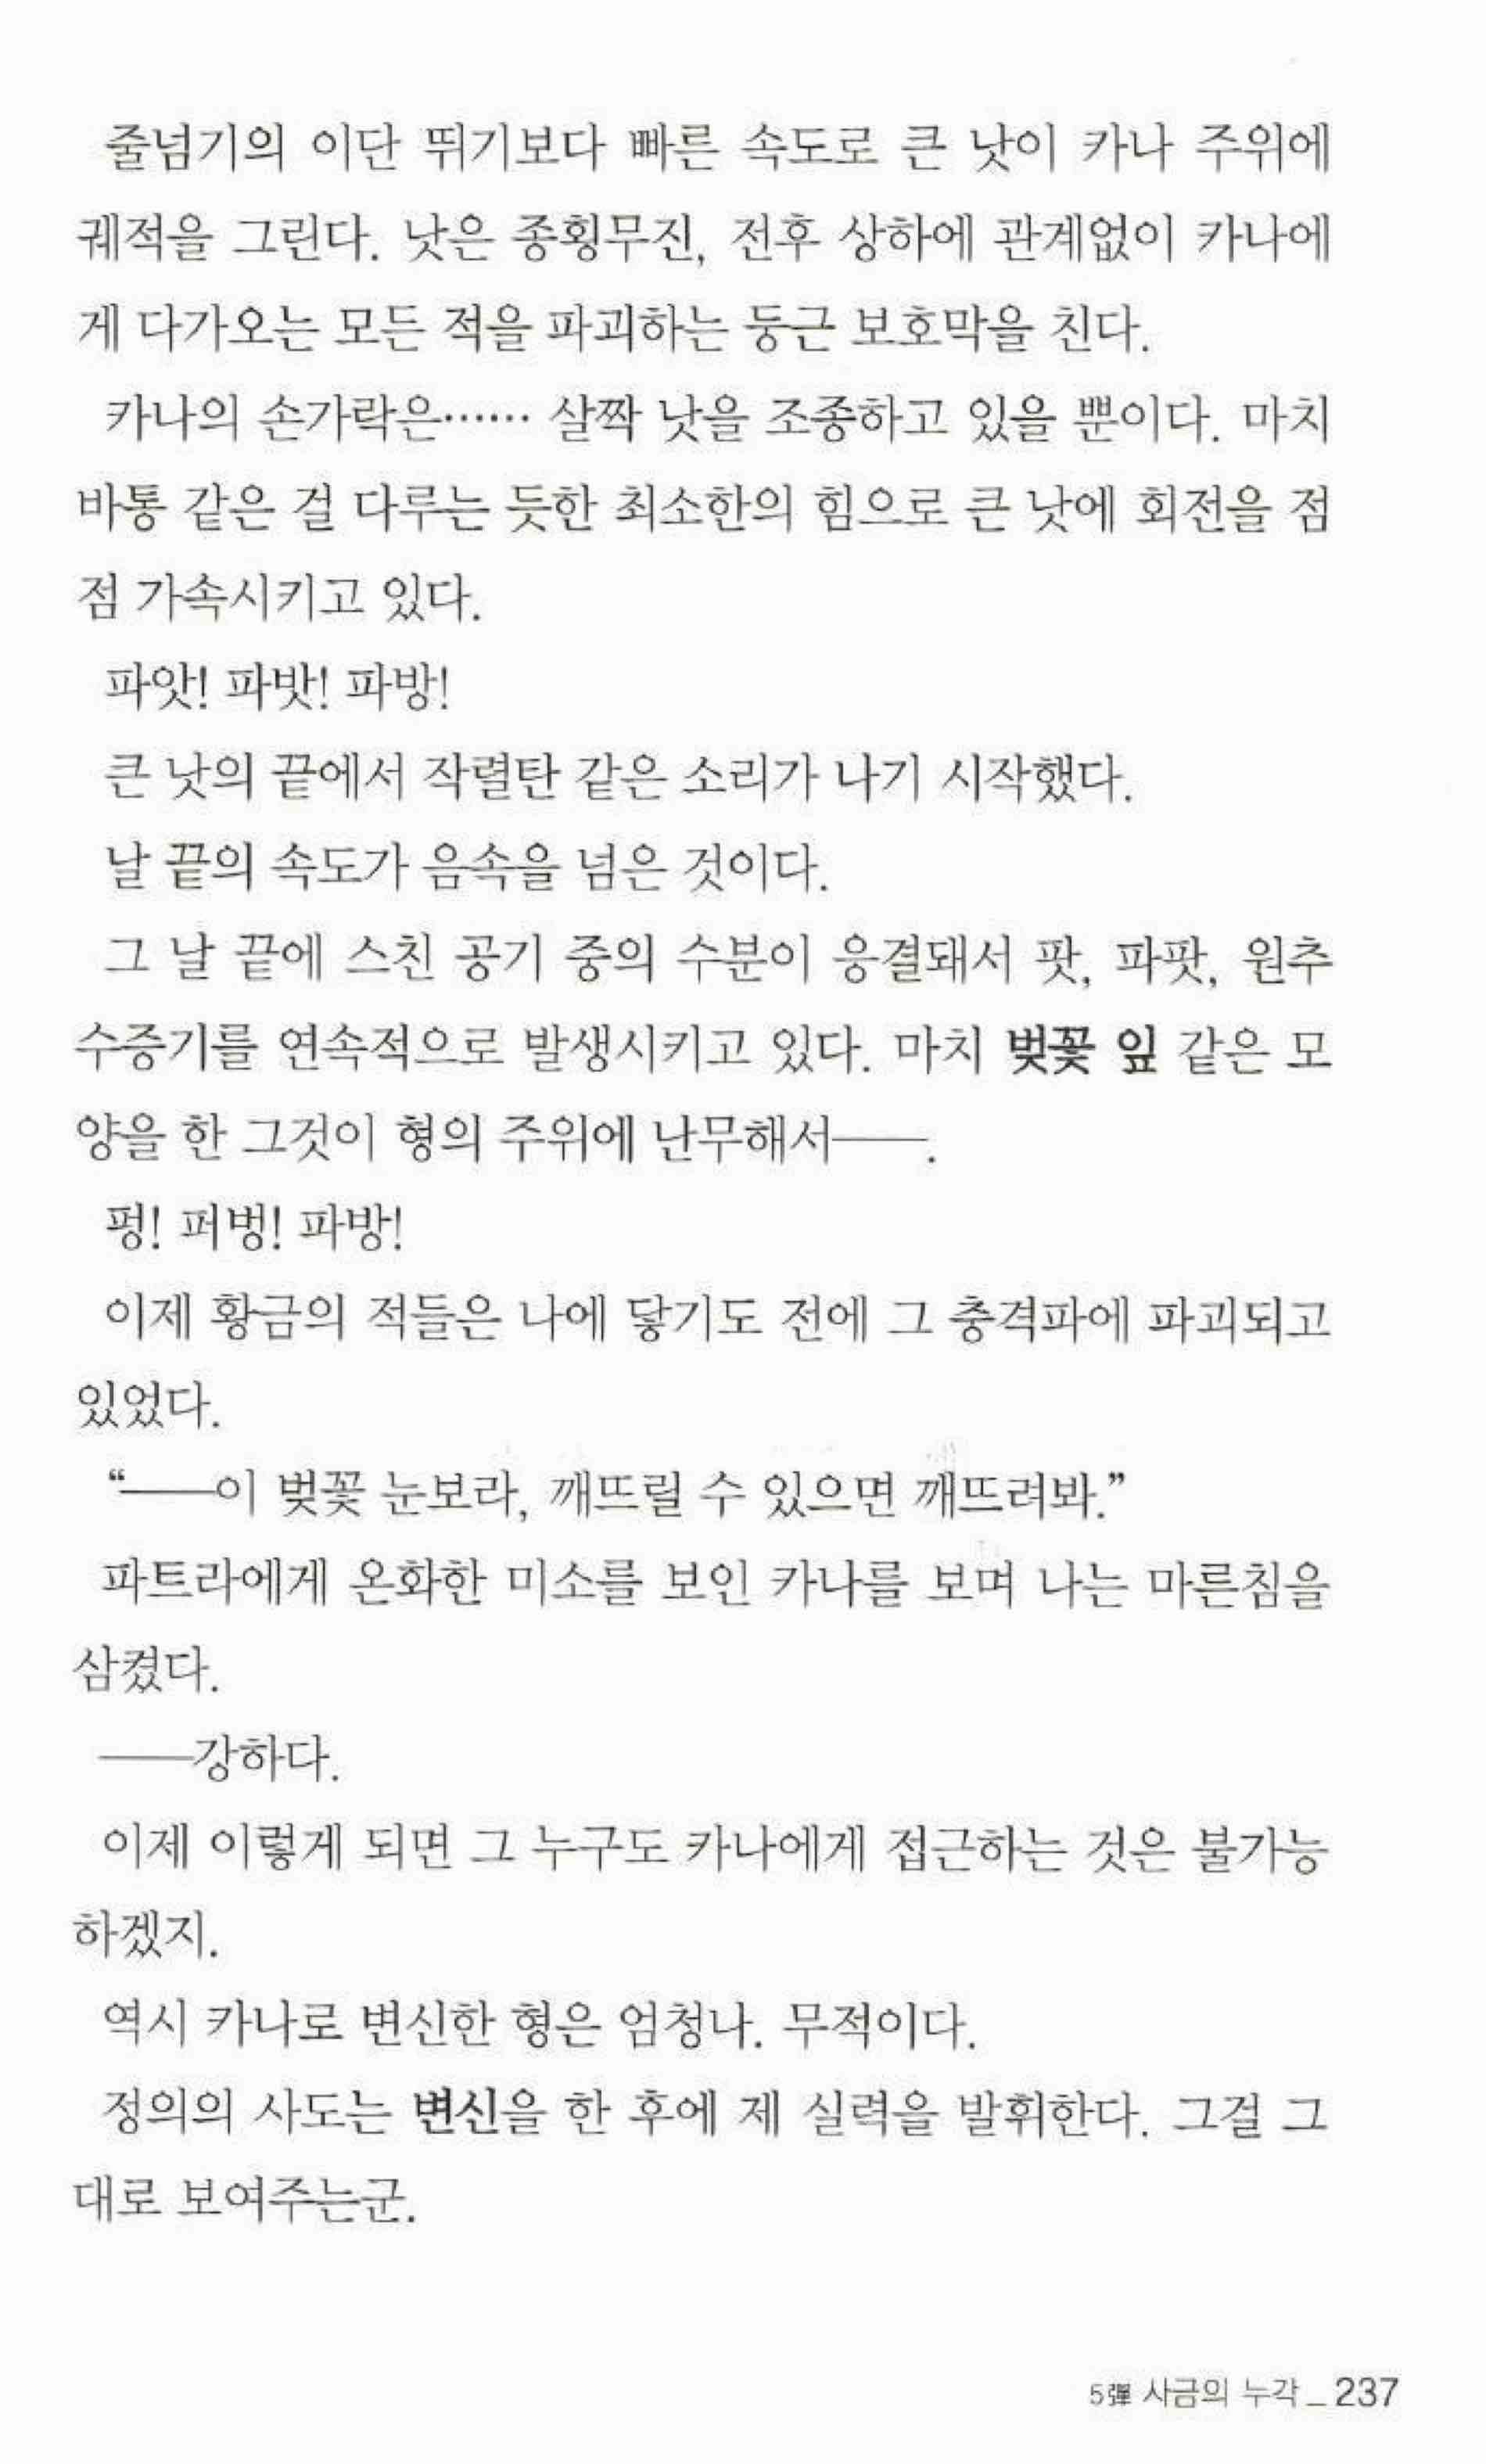 줄넘기의 이단 뛰기보다 빠른 속도로 큰 낫이 카나 주위에
궤적을 그린다. 낫은 종횡무진, 전후 상하에 관계없이 카나에
게 다가오는 모든 적을 파괴하는 둥근 보호막을 친다.
카나의 손가락은…… 살짝 낫을 조종하고 있을 뿐이다. 마치
바통 같은 걸 다루는 듯한 최소한의 힘으로 큰 낫에 회전을 점
점 가속시키고 있다.
파앗! 파밧! 파방!
큰 낫의 끝에서 작렬탄 같은 소리가 나기 시작했다.
날 끝의 속도가 음속을 넘은 것이다.
그 날 끝에 스친 공기 중의 수분이 응결돼서 팟, 파팟, 원추
수증기를 연속적으로 발생시키고 있다. 마치 벚꽃 잎 같은 모
양을 한 그것이 형의 주위에 난무해서――.
펑! 퍼벙! 파방!
이제 황금의 적들은 나에 닿기도 전에 그 충격파에 파괴되고
있었다.
“――이 벚꽃 눈보라, 깨뜨릴 수 있으면 깨뜨려봐.”
파트라에게 온화한 미소를 보인 카나를 보며 나는 마른침을
삼켰다.
――강하다.
이제 이렇게 되면 그 누구도 카나에게 접근하는 것은 불가능
하겠지.
역시 카나로 변신한 형은 엄청나. 무적이다.
정의의 사도는 변신을 한 후에 제 실력을 발휘한다. 그걸 그
대로 보여주는군.
5彈 사금의 누각_237